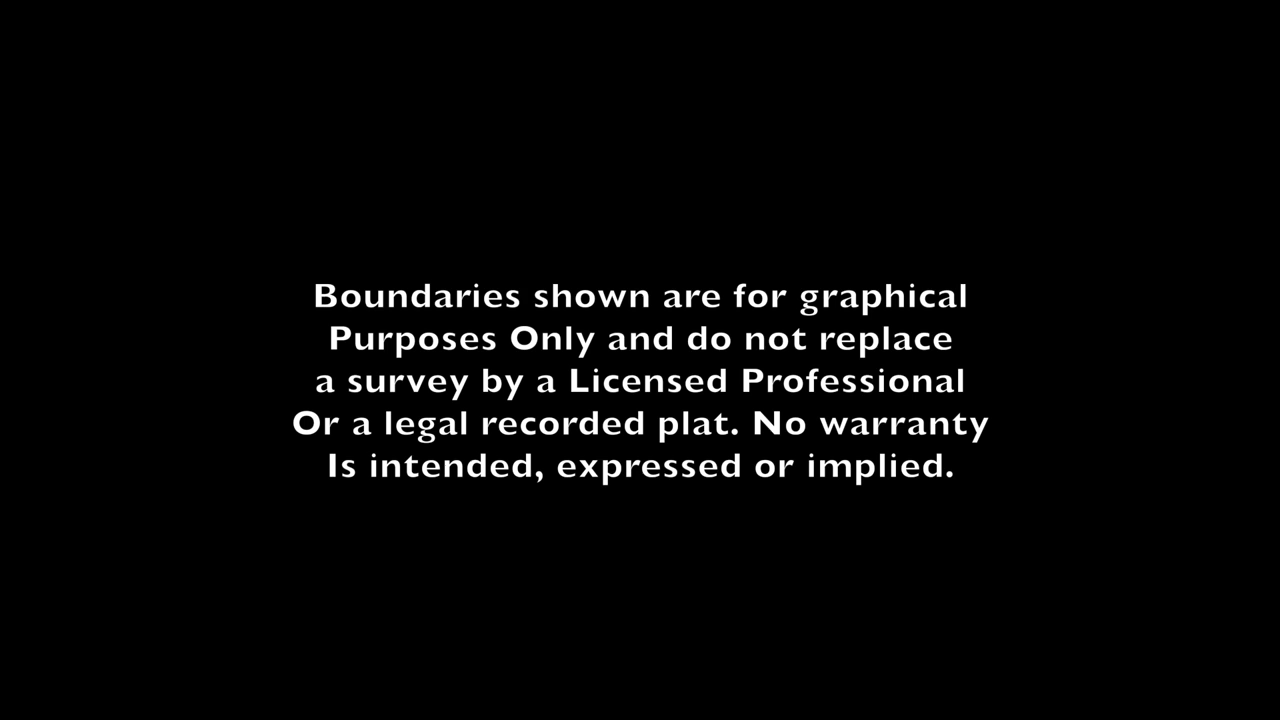 Boundaries shown are for graphical
Purposes Only and do not replace
a survey by a Licensed Professional
Or a legal recorded plat. No warranty
Is intended, expressed or implied.